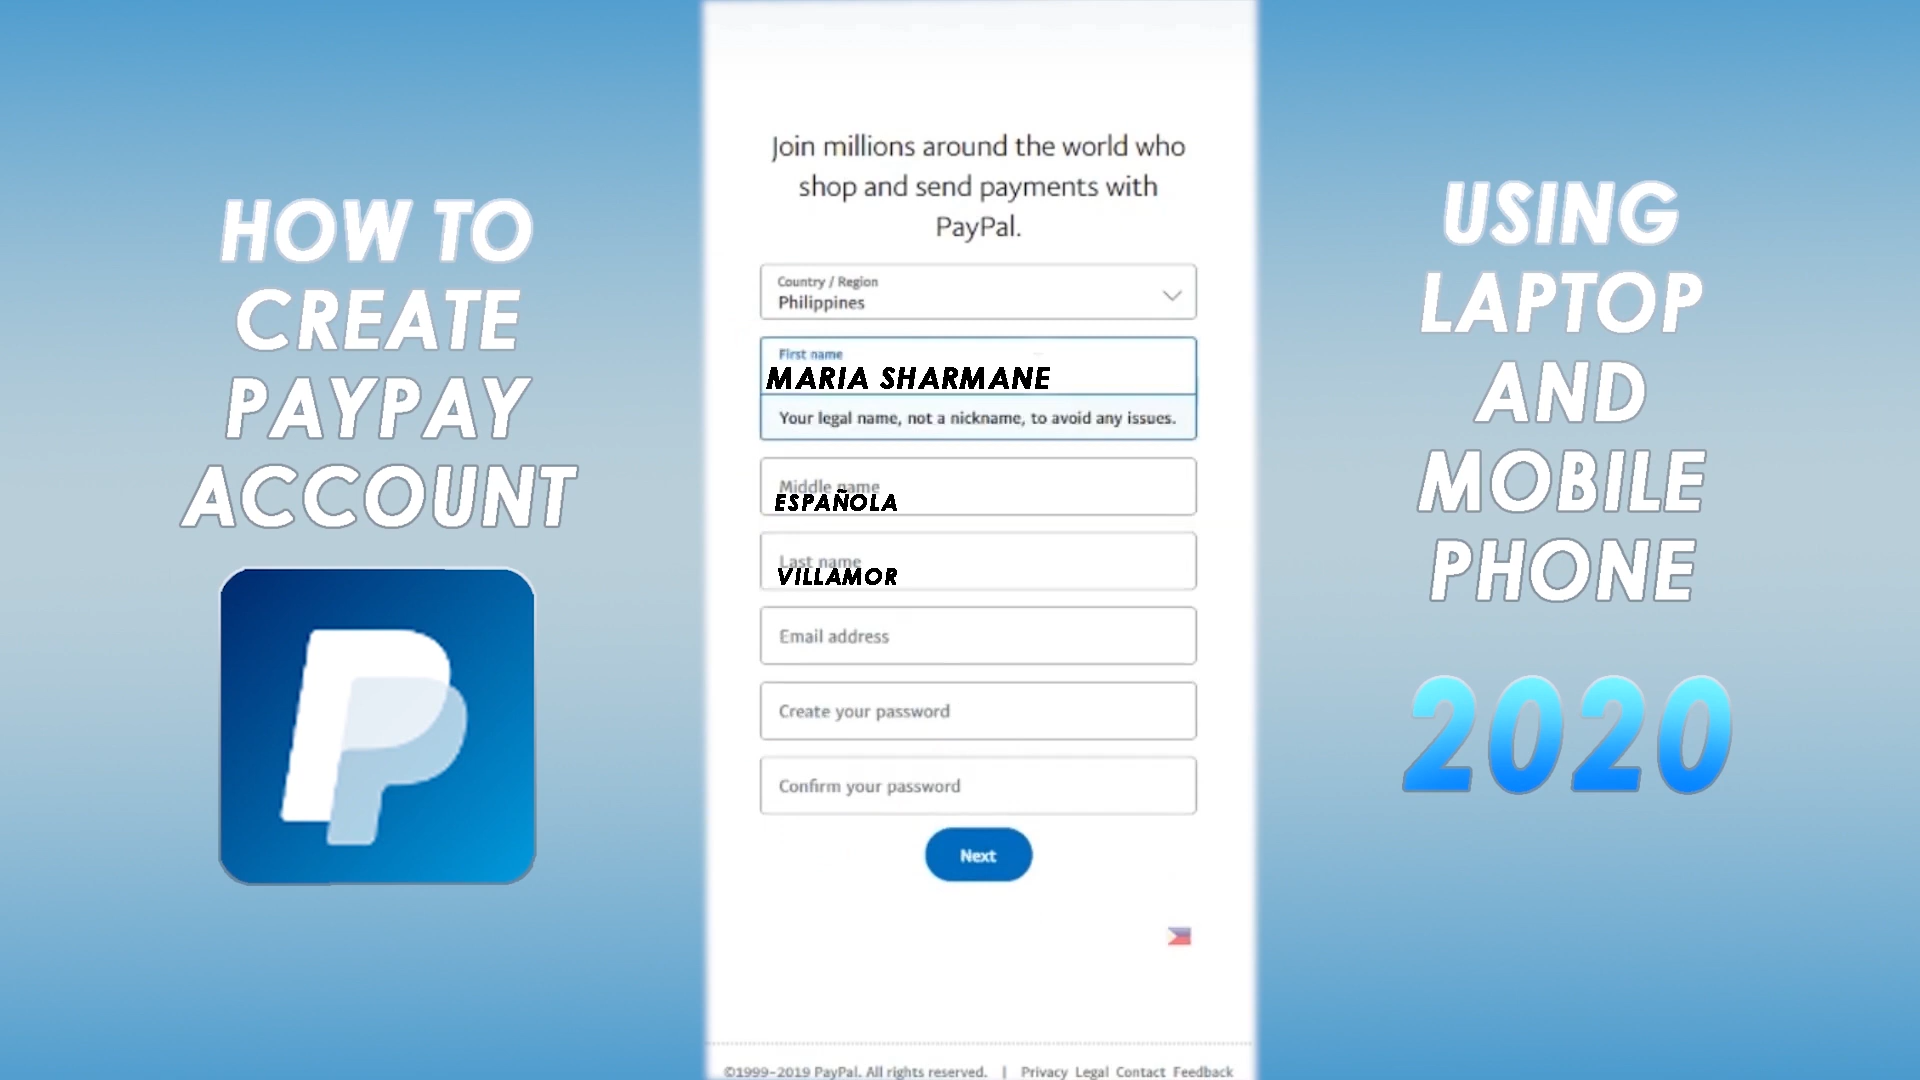 HOW TO
CREATE
PAYPAY
ACCOUNT
Join millions around the world who
shop and send payments with
PayPal.
Country / Region
Philippines
First name
MARIA SHARMANE
Your legal name, not a nickname, to avoid any issues.
Middle name
ESPAÑOLA
Last name
VILLAMOR
Email address
Create your password
Confirm your password
Next
©1999-2019 PayPal. All rights reserved. | Privacy Legal Contact Feedback
USING
LAPTOP
AND
MOBILE
PHONE
2020